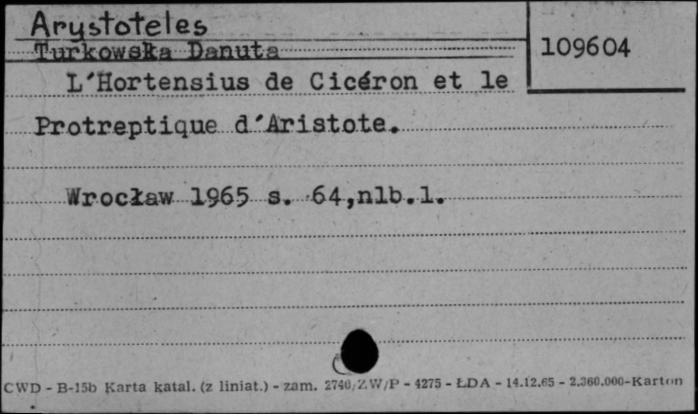 Arystoteles
Turkowska Danuta
109604
L'Hortensius de Cicéron et le
Protreptique d'Aristote.
Wrocław 1965 s. 64,nlb.1.
CWD - B-15b Karta katal. (z liniat.) - zam. 2740/ZW/P - 4275 - ŁDA - 14.12.65 - 2.360.000-Karton